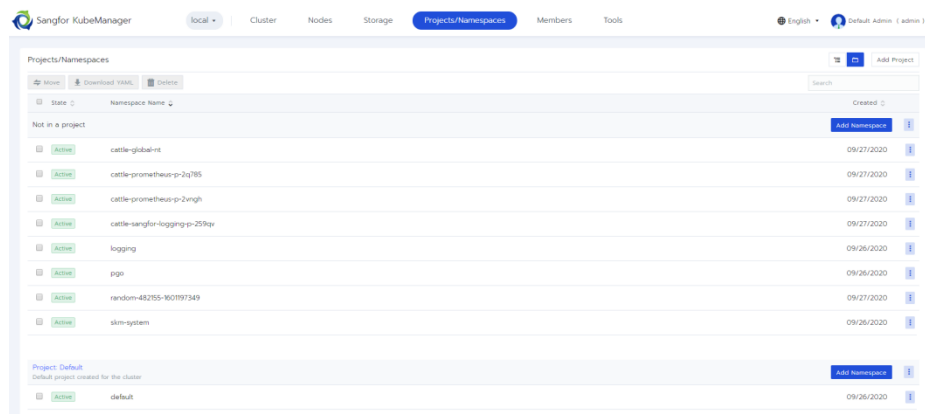 Sangfor KubeManager local Cluster Nodes Storage Projects/Namespaces Members Tools English Default Admin ( admin )
Projects/Namespaces Add Project
Move Download YAML Delete Search
State Namespace Name Created
Not in a project Add Namespace
Active cattle-global-nt 09/27/2020
Active cattle-prometheus-p-2q785 09/27/2020
Active cattle-prometheus-p-2vngh 09/27/2020
Active cattle-sangfor-logging-p-259qv 09/27/2020
Active logging 09/26/2020
Active pgo 09/26/2020
Active random-482155-1601197349 09/27/2020
Active skm-system 09/26/2020
Project: Default Add Namespace
Default project created for the cluster
Active default 09/26/2020